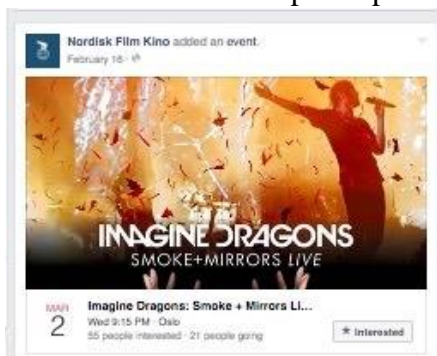 Nordisk Film Kino added an event.
February 16 ·
IMAGINE DRAGONS
SMOKE+MIRRORS LIVE
MAR
2
Imagine Dragons: Smoke + Mirrors Li...
Wed 9:15 PM · Oslo
55 people interested · 21 people going
★ Interested